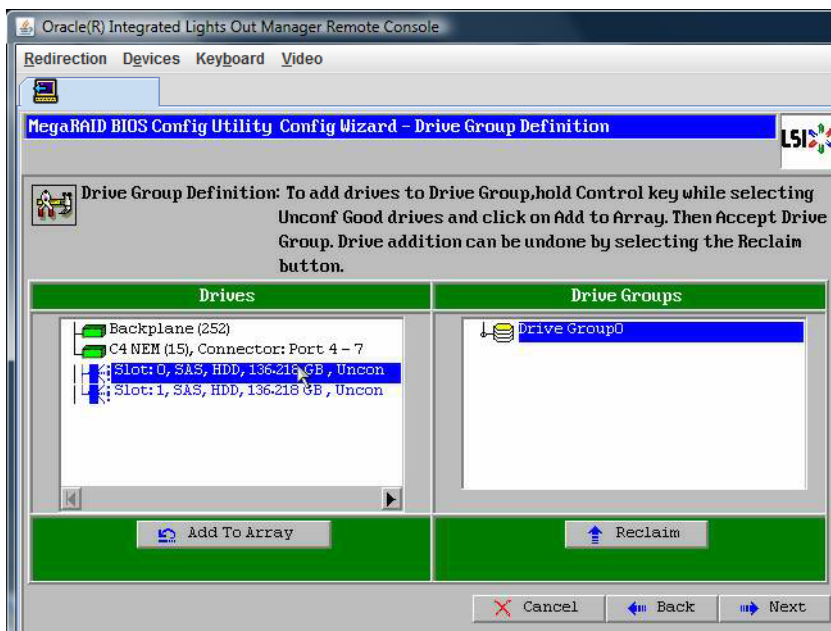 Oracle(R) Integrated Lights Out Manager Remote Console
Redirection Devices Keyboard Video
MegaRAID BIOS Config Utility Config Wizard – Drive Group Definition
LSI
Drive Group Definition: To add drives to Drive Group,hold Control key while selecting
Unconf Good drives and click on Add to Array. Then Accept Drive
Group. Drive addition can be undone by selecting the Reclaim
button.
Drives
Drive Groups
Backplane (252)
C4 NEM (15), Connector: Port 4 – 7
Slot: 0, SAS, HDD, 136.218 GB , Uncon
Slot: 1, SAS, HDD, 136.218 GB , Uncon
Drive Group0
Add To Array
Reclaim
Cancel
Back
Next